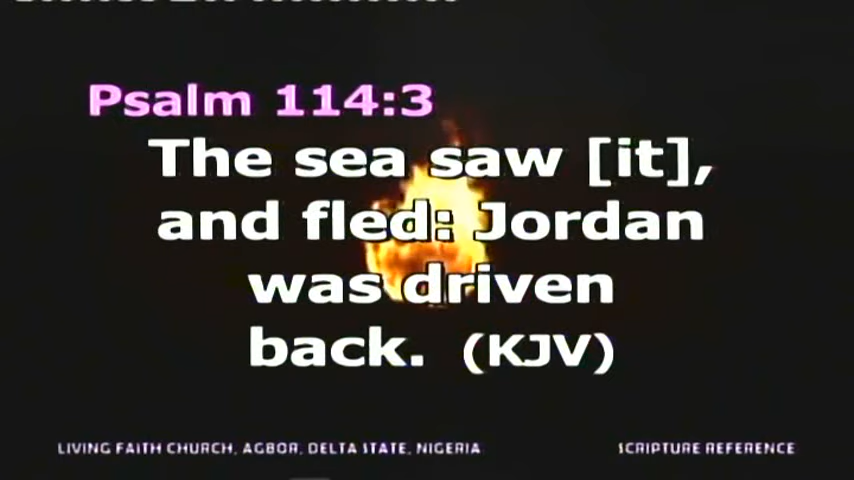 Psalm 114:3
The sea saw [it],
and fled: Jordan
was driven
back. (KJV)
LIVING FAITH CHURCH, AGBOR, DELTA STATE, NIGERIA
SCRIPTURE REFERENCE